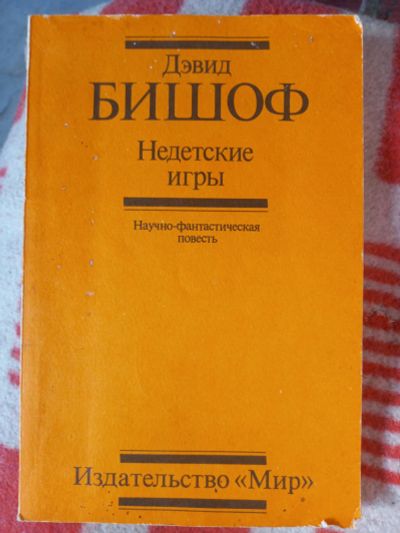 Дэвид
БИШОФ
Недетские
игры
Научно-фантастическая
повесть
Издательство «Мир»